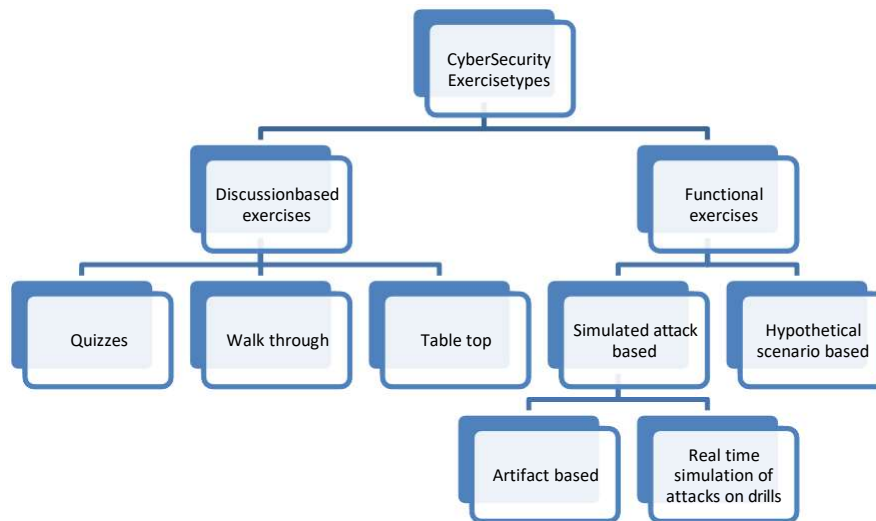 CyberSecurity
Exercisetypes
Discussionbased
exercises
Functional
exercises
Quizzes
Walk through
Table top
Simulated attack
based
Hypothetical
scenario based
Artifact based
Real time
simulation of
attacks on drills